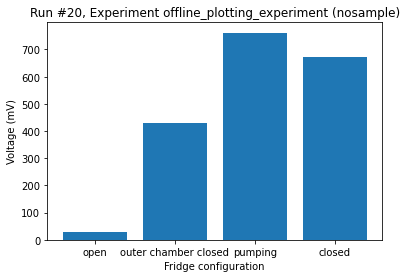 Run #20, Experiment offline_plotting_experiment (nosample)
Voltage (mV)
700
600
500
400
300
200
100
0
open outer chamber closed pumping closed
Fridge configuration